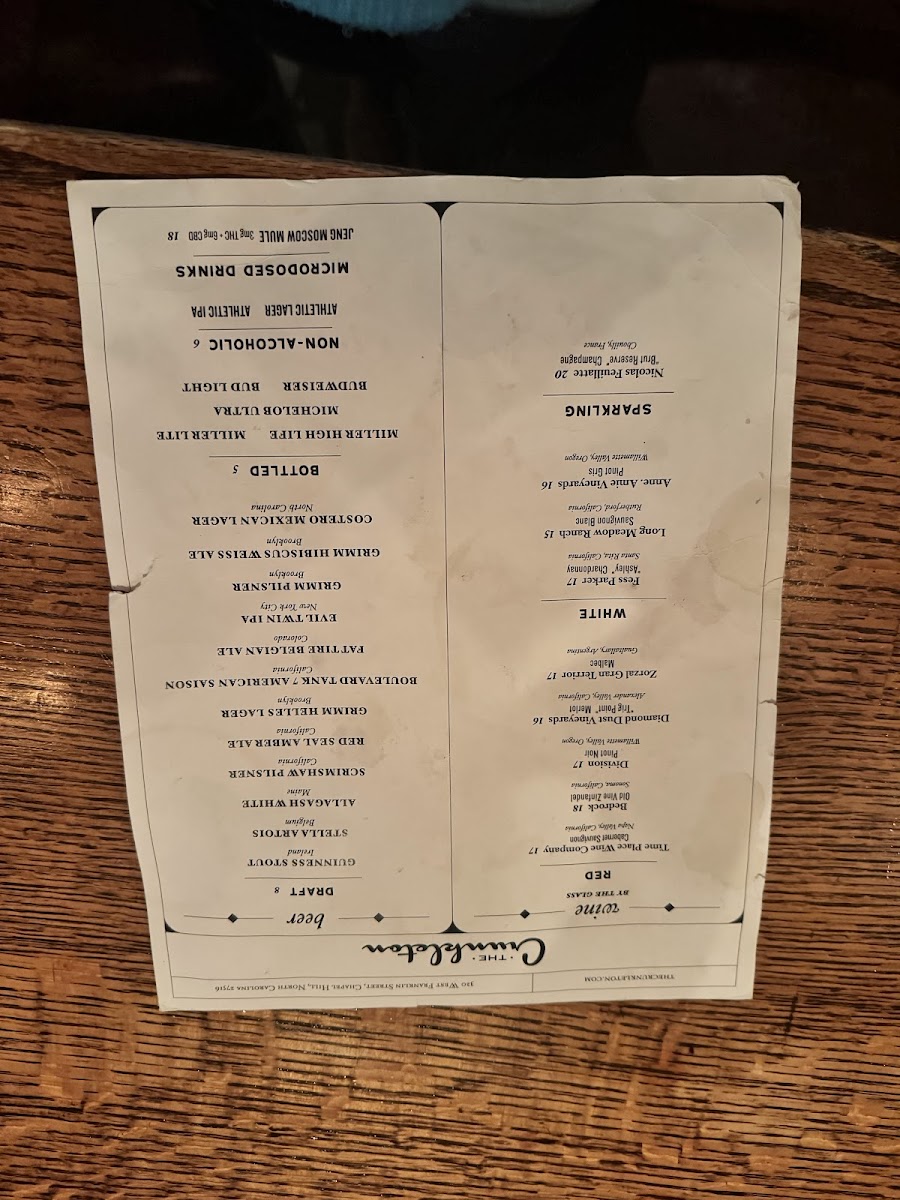 THECRUNKLETON.COM
320 WEST FRANKLIN STREET, CHAPEL HILL, NORTH CAROLINA 27516
· THE ·
Crunkleton
wine
BY THE GLASS
RED
Time Place Wine Company 17
Cabernet Sauvignon
Napa Valley, California
Bedrock 18
Old Vine Zinfandel
Sonoma, California
Division 17
Pinot Noir
Willamette Valley, Oregon
Diamond Dust Vineyards 16
"Trig Point" Merlot
Alexander Valley, California
Zorzal Gran Terrior 17
Malbec
Gualtallary, Argentina
WHITE
Fess Parker 17
"Ashley" Chardonnay
Santa Rita, California
Long Meadow Ranch 15
Sauvignon Blanc
Rutherford, California
Anne. Amie Vineyards 16
Pinot Gris
Willamette Valley, Oregon
SPARKLING
Nicolas Feuillatte 20
"Brut Reserve" Champagne
Chouilly, France
beer
DRAFT 8
GUINNESS STOUT
Ireland
STELLA ARTOIS
Belgium
ALLAGASH WHITE
Maine
SCRIMSHAW PILSNER
California
RED SEAL AMBER ALE
California
GRIMM HELLES LAGER
Brooklyn
BOULEVARD TANK 7 AMERICAN SAISON
California
FAT TIRE BELGIAN ALE
Colorado
EVIL TWIN IPA
New York City
GRIMM PILSNER
Brooklyn
GRIMM HIBISCUS WEISS ALE
Brooklyn
COSTERO MEXICAN LAGER
North Carolina
BOTTLED 5
MILLER HIGH LIFE MILLER LITE
MICHELOB ULTRA
BUDWEISER BUD LIGHT
NON-ALCOHOLIC 6
ATHLETIC LAGER ATHLETIC IPA
MICRODOSED DRINKS
JENG MOSCOW MULE 3mg THC • 6mg CBD 18